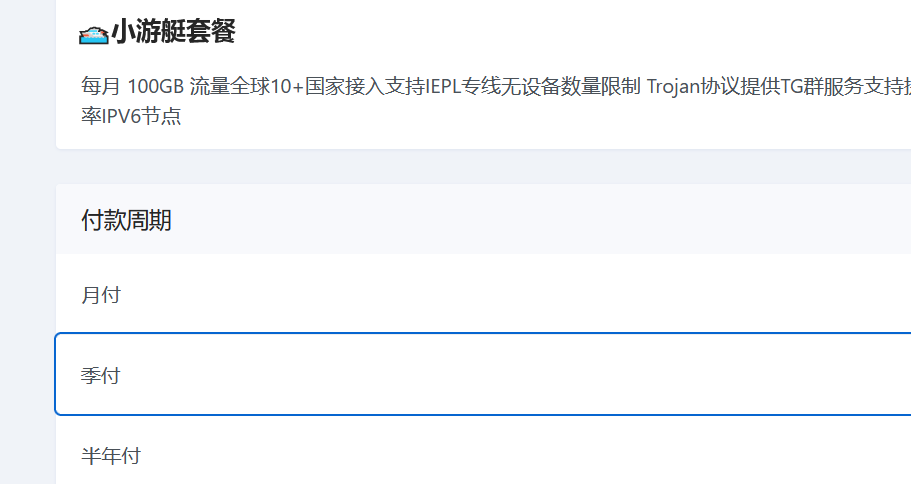 小游艇套餐
每月 100GB 流量全球10+国家接入支持IEPL专线无设备数量限制 Trojan协议提供TG群服务支持
率IPV6节点
付款周期
月付
季付
半年付